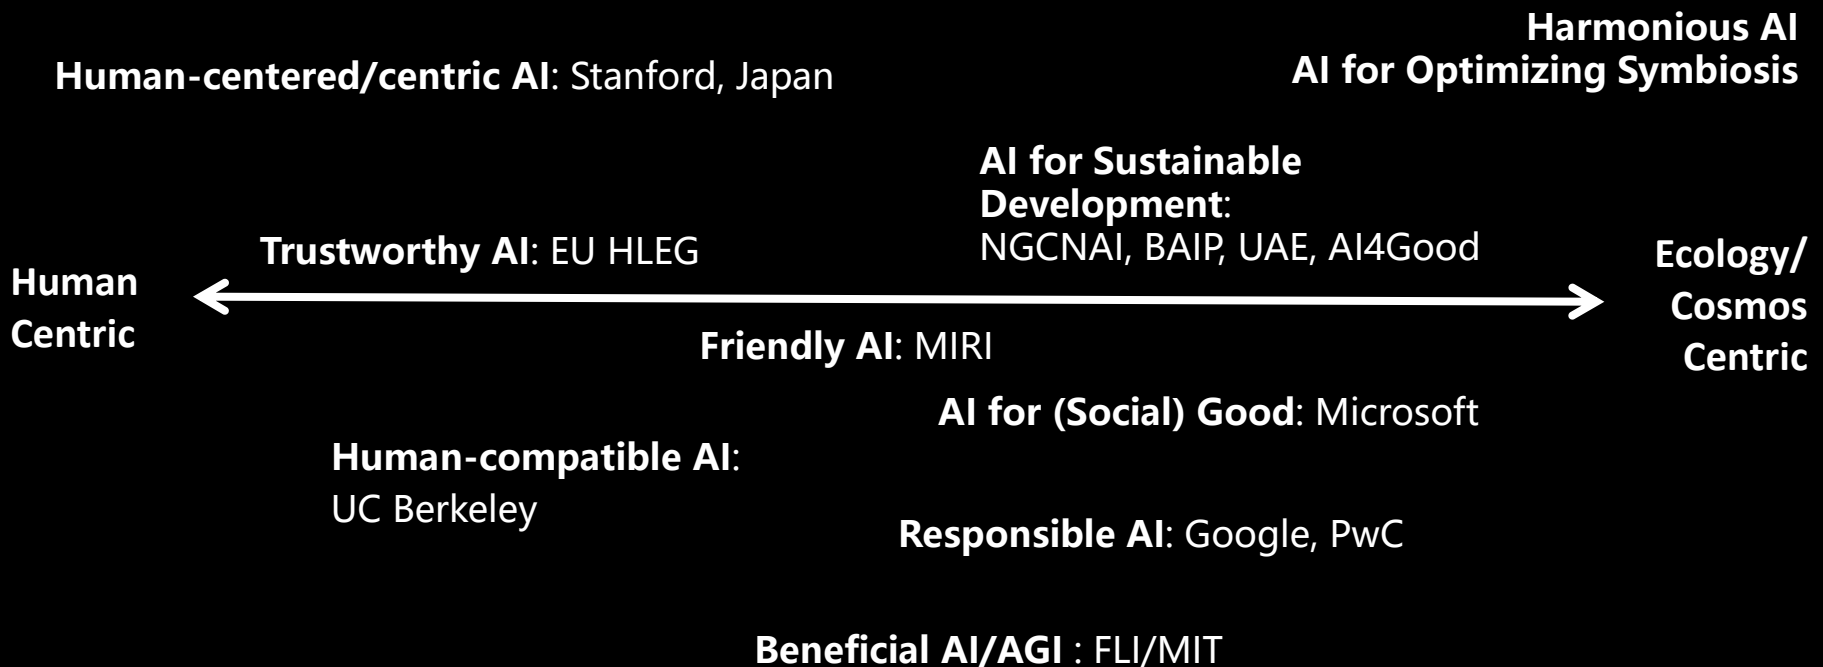 Harmonious AI
AI for Optimizing Symbiosis
Human-centered/centric AI: Stanford, Japan
AI for Sustainable
Development:
NGCNAI, BAIP, UAE, AI4Good
Trustworthy AI: EU HLEG
Human
Centric
Ecology/
Cosmos
Centric
Friendly AI: MIRI
AI for (Social) Good: Microsoft
Human-compatible AI:
UC Berkeley
Responsible AI: Google, PwC
Beneficial AI/AGI : FLI/MIT